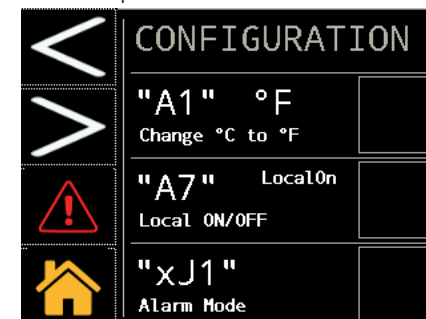 CONFIGURATION
"A1" °F
Change °C to °F
"A7" LocalOn
Local ON/OFF
"xJ1"
Alarm Mode